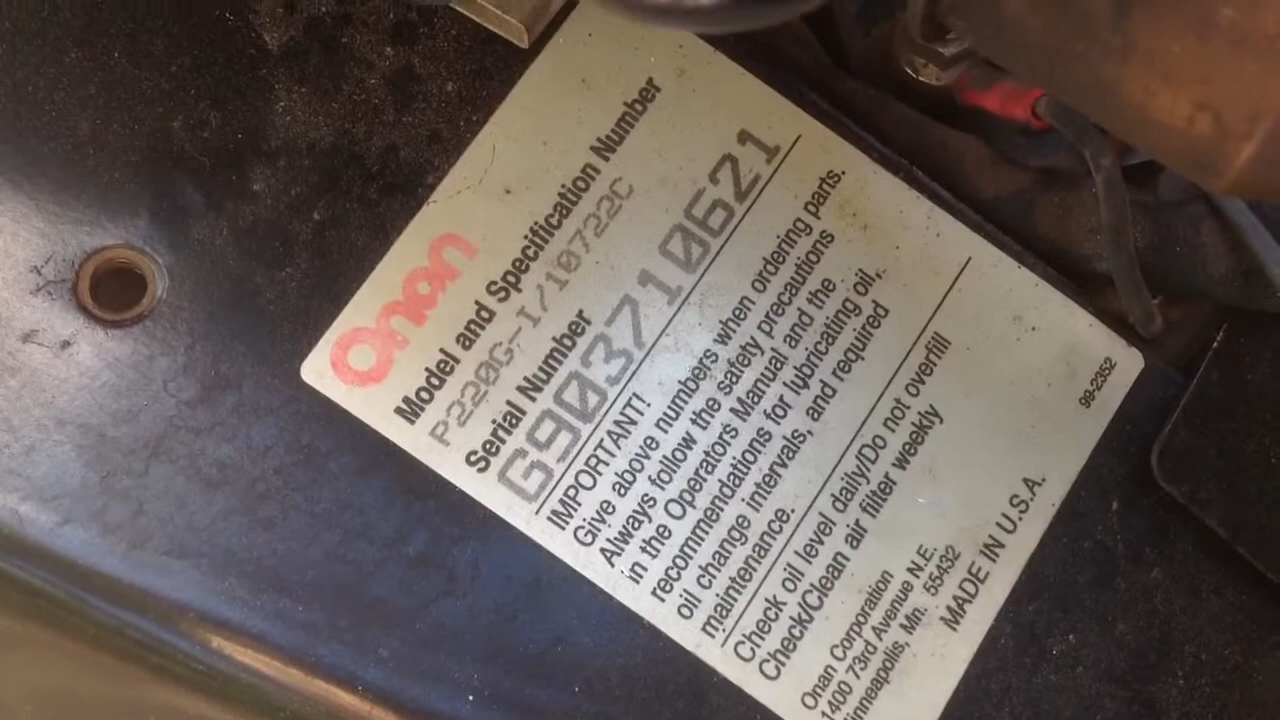 Onan
Model and Specification Number
P220G-I/10722C
Serial Number
G903710621
IMPORTANT!
Give above numbers when ordering parts.
Always follow the safety precautions
in the Operators Manual and the
recommendations for lubricating oil,
oil change intervals, and required
maintenance.
Check oil level daily/Do not overfill
Check/Clean air filter weekly
Onan Corporation
1400 73rd Avenue N.E.
inneapolis, Mn. 55432
MADE IN U.S.A.
99-2352